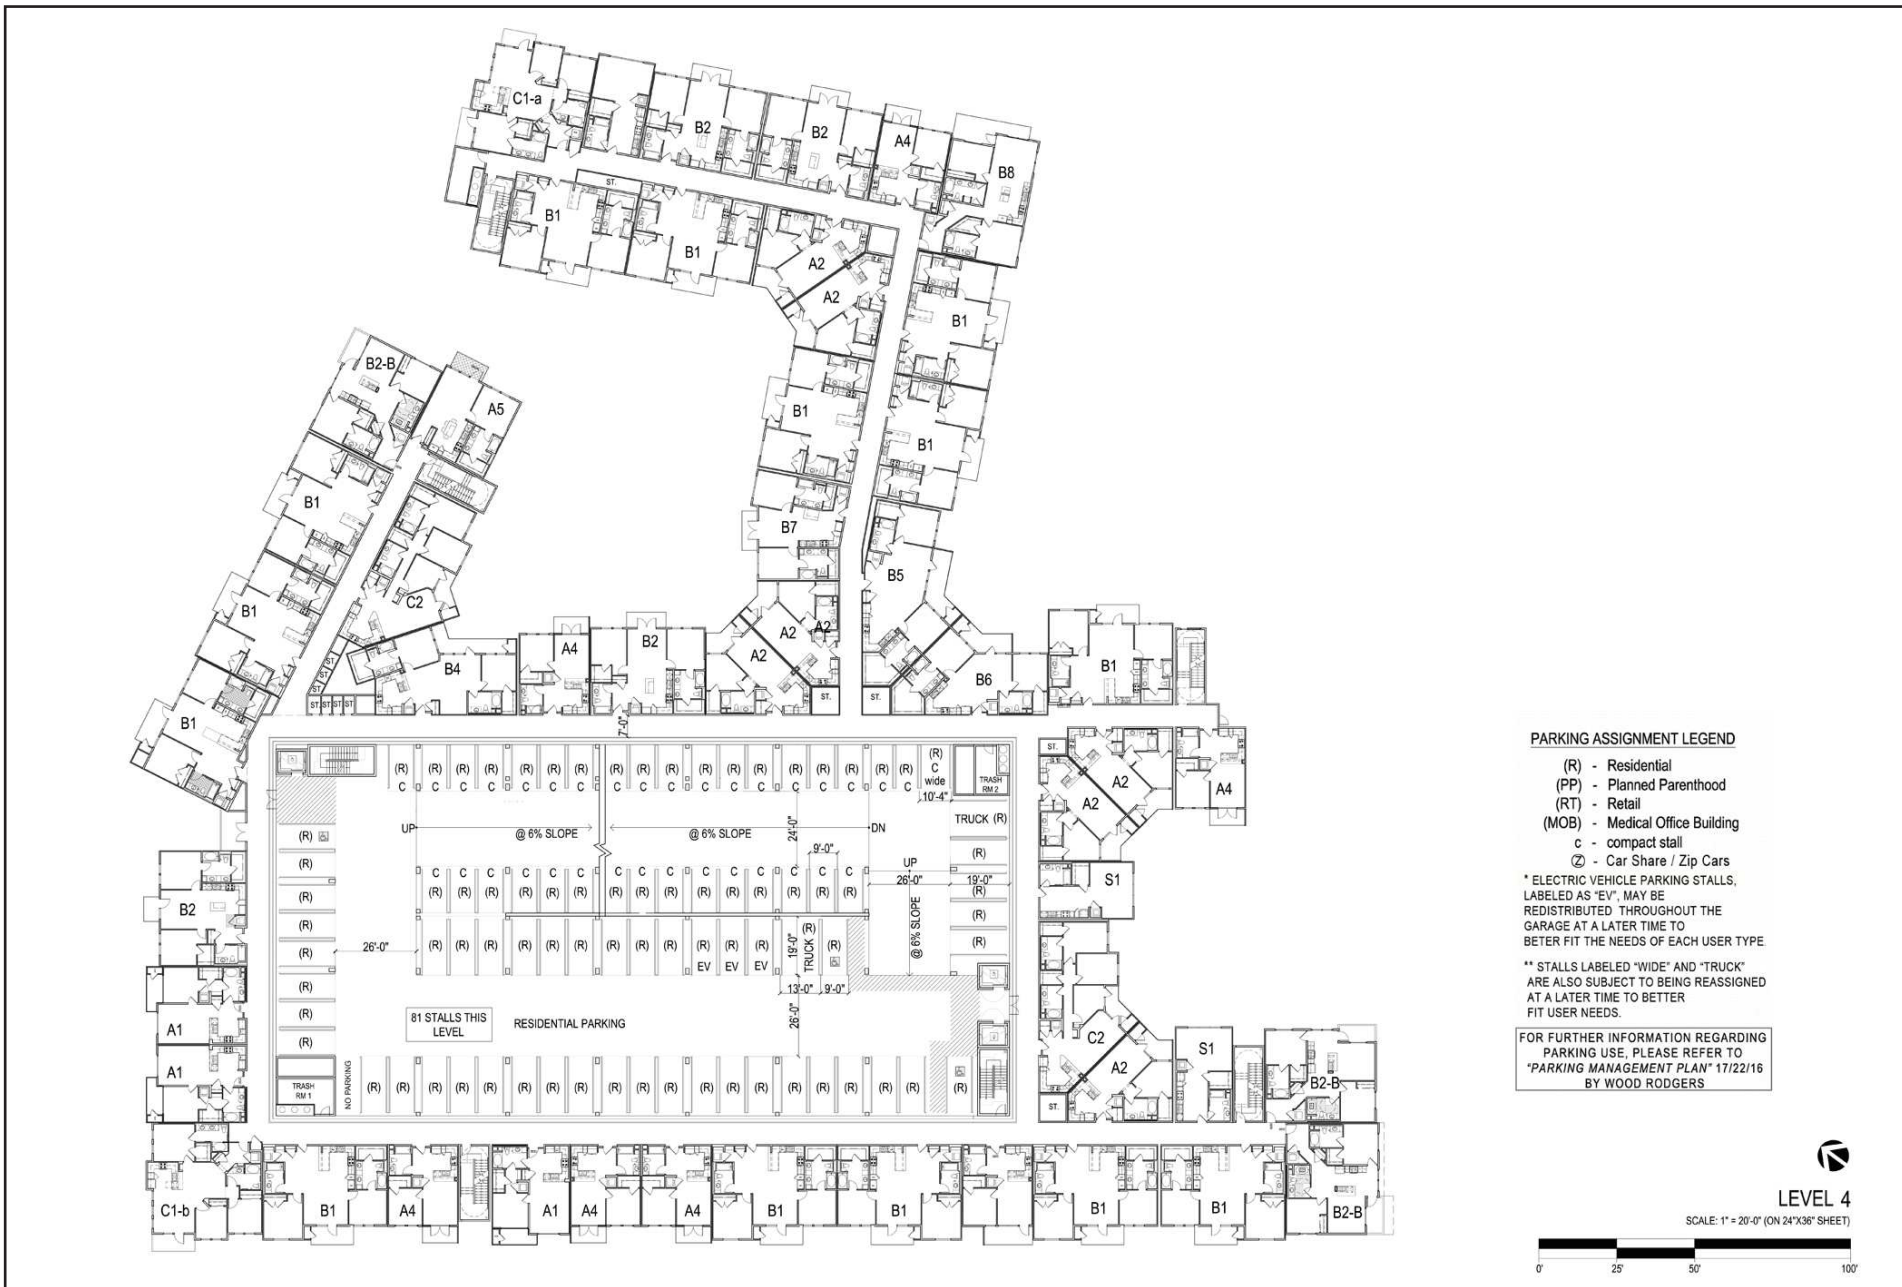 C1-a
B2
B2
A4
B8
ST.
B1
B1
A2
A2
B1
B2-B
A5
B1
B1
B1
B7
B5
B1
C2
A2
A2
A2
B4
A4
B2
B6
B1
ST.
ST.
ST.
ST. ST. ST. ST.
ST.
ST.
B1
7'-0"
ST.
A2
A2
A4
(R) (R) (R) (R) (R) (R) (R) (R) (R) (R) (R) (R) (R) (R) (R) (R) (R) (R)
C C C C C C C C C C C C C C C C C C
wide
10'-4"
TRASH
RM 2
UP
@ 6% SLOPE
@ 6% SLOPE
24'-0"
DN
TRUCK (R)
(R)
(R)
(R)
(R)
9'-0"
UP
26'-0"
19'-0"
@ 6% SLOPE
C C C C C C C C C C C C C C C
(R) (R) (R) (R) (R) (R) (R) (R) (R) (R) (R) (R) (R) (R) (R)
(R)
(R)
(R)
(R)
(R)
(R)
(R)
(R)
26'-0"
(R) (R) (R) (R) (R) (R) (R) (R) (R) (R) (R) (R) (R)
EV EV EV
19'-0"
TRUCK
(R)
(R)
13'-0"
9'-0"
26'-0"
81 STALLS THIS
LEVEL
RESIDENTIAL PARKING
NO PARKING
(R) (R) (R) (R) (R) (R) (R) (R) (R) (R) (R) (R) (R) (R) (R) (R) (R) (R) (R) (R)
TRASH
RM 1
S1
B2
A1
A1
C2
A2
S1
B2-B
ST.
C1-b
B1
A4
A1
A4
A4
B1
B1
B1
B1
B2-B
PARKING ASSIGNMENT LEGEND
(R) - Residential
(PP) - Planned Parenthood
(RT) - Retail
(MOB) - Medical Office Building
c - compact stall
Ⓩ - Car Share / Zip Cars
* ELECTRIC VEHICLE PARKING STALLS,
LABELED AS "EV", MAY BE
REDISTRIBUTED THROUGHOUT THE
GARAGE AT A LATER TIME TO
BETER FIT THE NEEDS OF EACH USER TYPE.
** STALLS LABELED "WIDE" AND "TRUCK"
ARE ALSO SUBJECT TO BEING REASSIGNED
AT A LATER TIME TO BETTER
FIT USER NEEDS.
FOR FURTHER INFORMATION REGARDING
PARKING USE, PLEASE REFER TO
"PARKING MANAGEMENT PLAN" 17/22/16
BY WOOD RODGERS
LEVEL 4
SCALE: 1" = 20'-0" (ON 24"X36" SHEET)
0' 25' 50' 100'